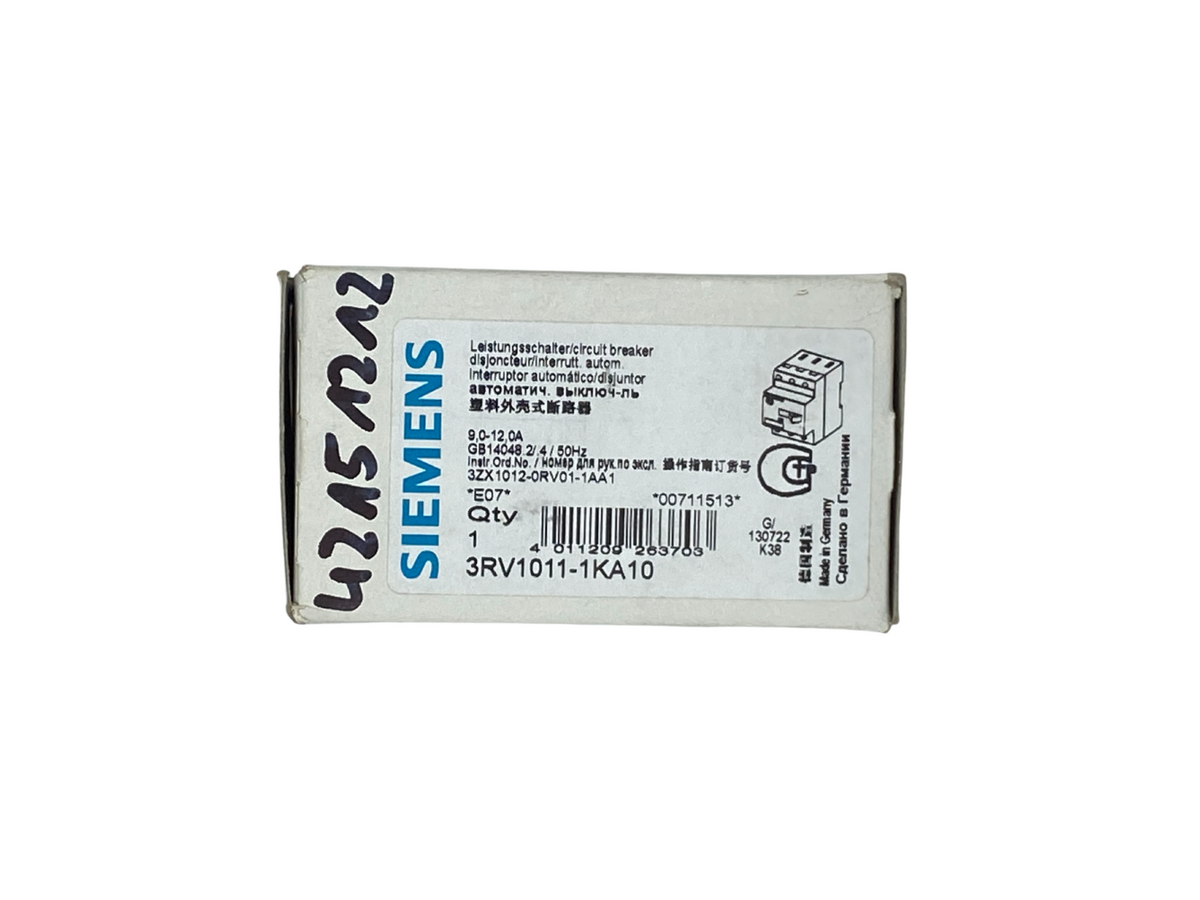 4215 1212
SIEMENS
Leistungsschalter/circuit breaker
disjoncteur/interrutt. autom.
Interruptor automático/disjuntor
автоматич. выключ-ль
塑料外壳式断路器
9,0-12,0A
GB14048.2/.4 / 50Hz
Instr.Ord.No. / номер для рук.по экспл. 操作指南订货号
3ZX1012-0RV01-1AA1
*E07* *00711513*
Qty
1
4 011209 263703
3RV1011-1KA10
G/
130722
K38
德国制造
Made in Germany
Сделано в Германии